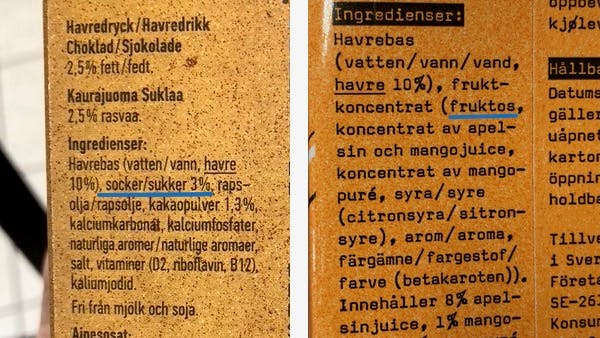 Havredryck/Havredrikk
Choklad/Sjokolade
2,5% fett/fedt.
Kaurajuoma Suklaa
2,5% rasvaa.
Ingredienser:
Havrebas (vatten/vann, havre
10%), socker/sukker 3%, raps-
olja/rapsolje, kakaopulver 1,3%,
kalciumkarbonat, kalciumfosfater,
naturliga aromer/naturlige aromaer,
salt, vitaminer (D2, riboflavin, B12),
kaliumjodid.
Fri från mjölk och soja.
Ainesosat:
Ingredienser:
Havrebas
(vatten/vann/vand,
havre 10%), frukt-
koncentrat (fruktos,
koncentrat av apel-
sin och mangojuice,
koncentrat av mango-
puré, syra/syre
(citronsyra/sitron-
syre), arom/aroma,
färgämne/fargestof/
farve (betakaroten)).
Innehåller 8% apel-
sinjuice, 1% mango-
oppbev
kjølev
Hållba
Datums
gäller
uåpnet
karton
öppnin
holdba
Tillve
i Sver
Företa
SE-261
Konsum